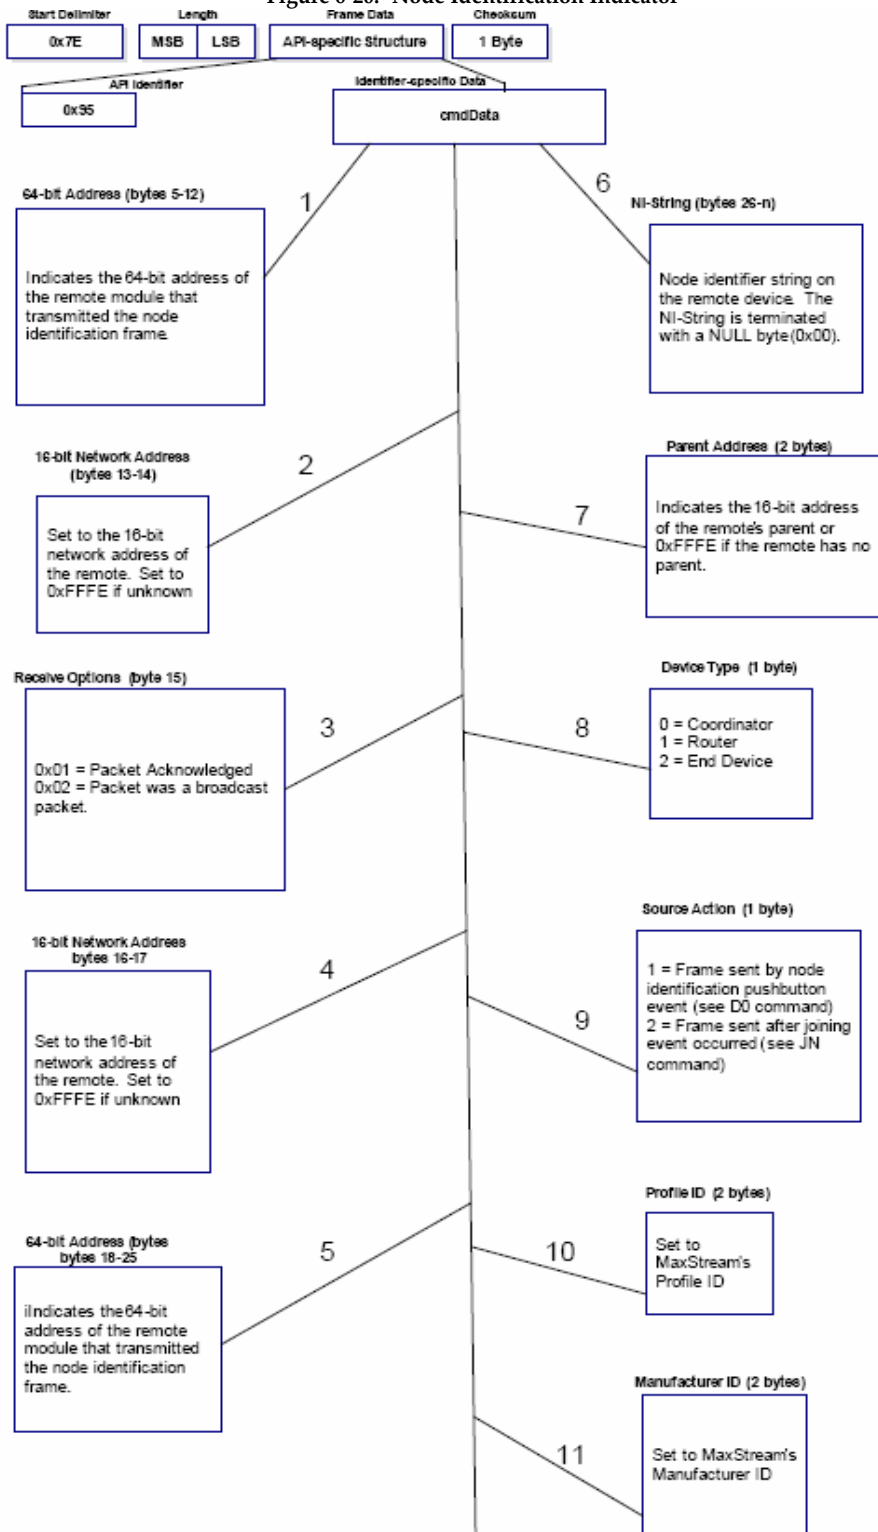 Figure 6-20. Node Identification Indicator
Start Delimiter
Length
Frame Data
Checksum
0x7E
MSB
LSB
API-specific Structure
1 Byte
API Identifier
Identifier-specific Data
0x95
cmdData
1
64-bit Address (bytes 5-12)
Indicates the 64-bit address of
the remote module that
transmitted the node
identification frame.
2
16-bit Network Address
(bytes 13-14)
Set to the 16-bit
network address of
the remote. Set to
0xFFFE if unknown
3
Receive Options (byte 15)
0x01 = Packet Acknowledged
0x02 = Packet was a broadcast
packet.
4
16-bit Network Address
bytes 16-17
Set to the 16-bit
network address of
the remote. Set to
0xFFFE if unknown
5
64-bit Address (bytes
bytes 18-25
iIndicates the 64-bit
address of the remote
module that transmitted
the node identification
frame.
6
NI-String (bytes 26-n)
Node identifier string on
the remote device. The
NI-String is terminated
with a NULL byte (0x00).
7
Parent Address (2 bytes)
Indicates the 16-bit address
of the remote's parent or
0xFFFE if the remote has no
parent.
8
Device Type (1 byte)
0 = Coordinator
1 = Router
2 = End Device
9
Source Action (1 byte)
1 = Frame sent by node
identification pushbutton
event (see D0 command)
2 = Frame sent after joining
event occurred (see JN
command)
10
Profile ID (2 bytes)
Set to
MaxStream's
Profile ID
11
Manufacturer ID (2 bytes)
Set to MaxStream's
Manufacturer ID